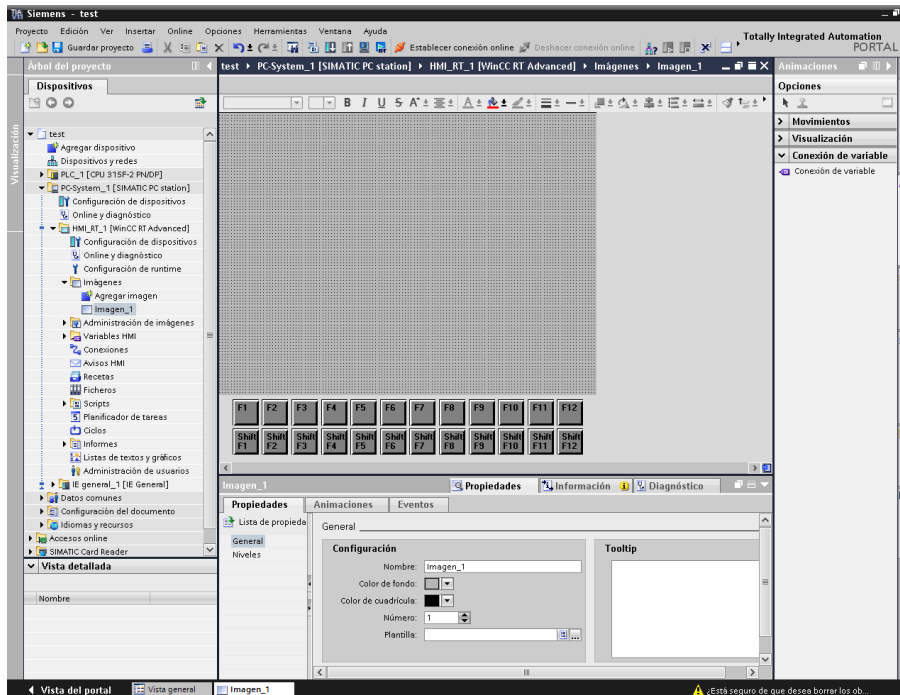 Siemens - test
Proyecto Edición Ver Insertar Online Opciones Herramientas Ventana Ayuda
Guardar proyecto
Establecer conexión online
Deshacer conexión online
Totally Integrated Automation
PORTAL
Árbol del proyecto
test ▸ PC-System_1 [SIMATIC PC station] ▸ HMI_RT_1 [WinCC RT Advanced] ▸ Imágenes ▸ Imagen_1
Animaciones
Dispositivos
Opciones
B I U S A A
Visualización
test
Agregar dispositivo
Dispositivos y redes
PLC_1 [CPU 315F-2 PN/DP]
PC-System_1 [SIMATIC PC station]
Configuración de dispositivos
Online y diagnóstico
HMI_RT_1 [WinCC RT Advanced]
Configuración de dispositivos
Online y diagnóstico
Configuración de runtime
Imágenes
Agregar imagen
Imagen_1
Administración de imágenes
Variables HMI
Conexiones
Avisos HMI
Recetas
Ficheros
Scripts
Planificador de tareas
Ciclos
Informes
Listas de textos y gráficos
Administración de usuarios
IE general_1 [IE General]
Datos comunes
Configuración del documento
Idiomas y recursos
Accesos online
SIMATIC Card Reader
Vista detallada
Nombre
Movimientos
Visualización
Conexión de variable
Conexión de variable
F1 F2 F3 F4 F5 F6 F7 F8 F9 F10 F11 F12
Shift F1 Shift F2 Shift F3 Shift F4 Shift F5 Shift F6 Shift F7 Shift F8 Shift F9 Shift F10 Shift F11 Shift F12
Imagen_1
Propiedades
Información
Diagnóstico
Propiedades Animaciones Eventos
Lista de propieda
General
Niveles
General
Configuración
Nombre: Imagen_1
Color de fondo:
Color de cuadrícula:
Número: 1
Plantilla:
Tooltip
Vista del portal
Vista general
Imagen_1
¿Está seguro de que desea borrar los ob...